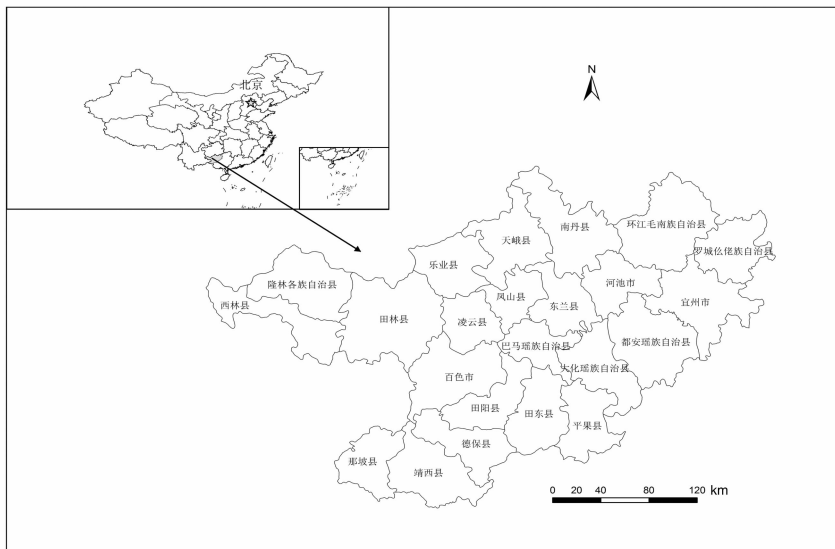 北京
N
南丹县
环江毛南族自治县
天峨县
罗城仫佬族自治县
乐业县
隆林各族自治县
河池市
西林县
凤山县
东兰县
宜州市
田林县
凌云县
巴马瑶族自治县
都安瑶族自治县
大化瑶族自治县
百色市
田阳县
田东县
平果县
德保县
那坡县
靖西县
0 20 40 80 120 km